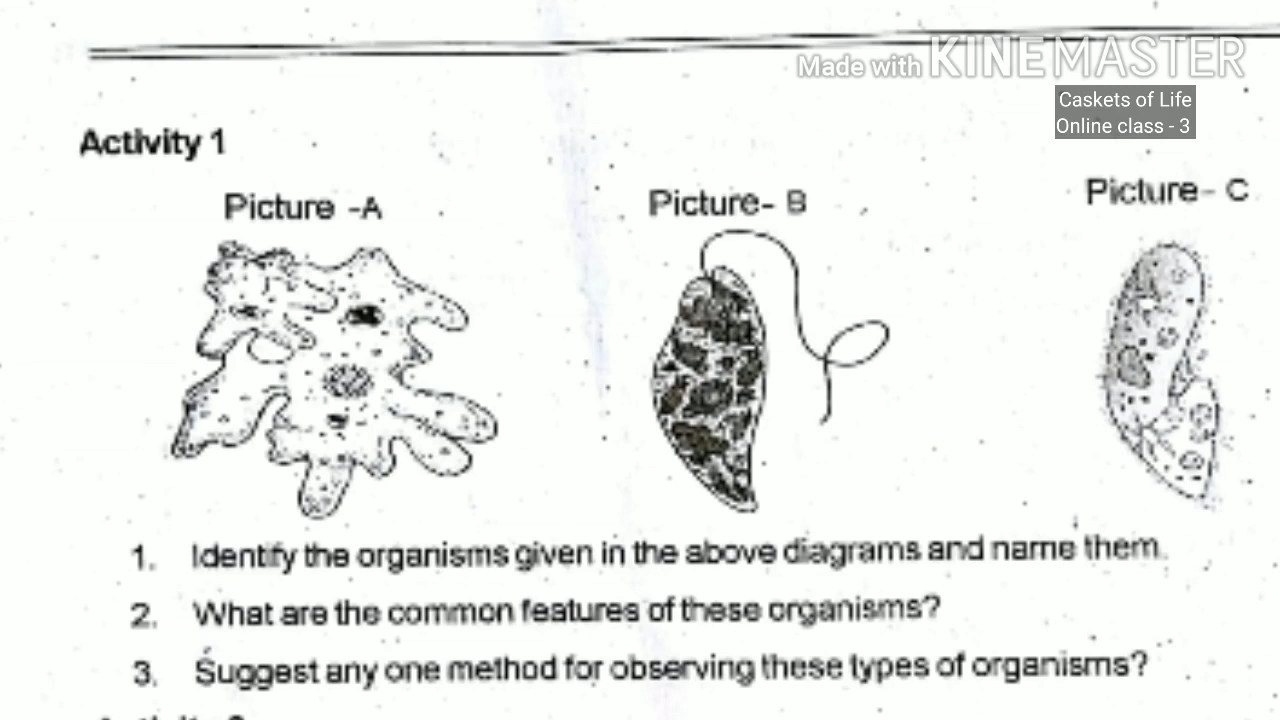 Made with KINEMASTER
Caskets of Life
Online class - 3
Activity 1
Picture -A
Picture- B
Picture- C
1. Identify the organisms given in the above diagrams and name them.
2. What are the common features of these organisms?
3. Suggest any one method for observing these types of organisms?